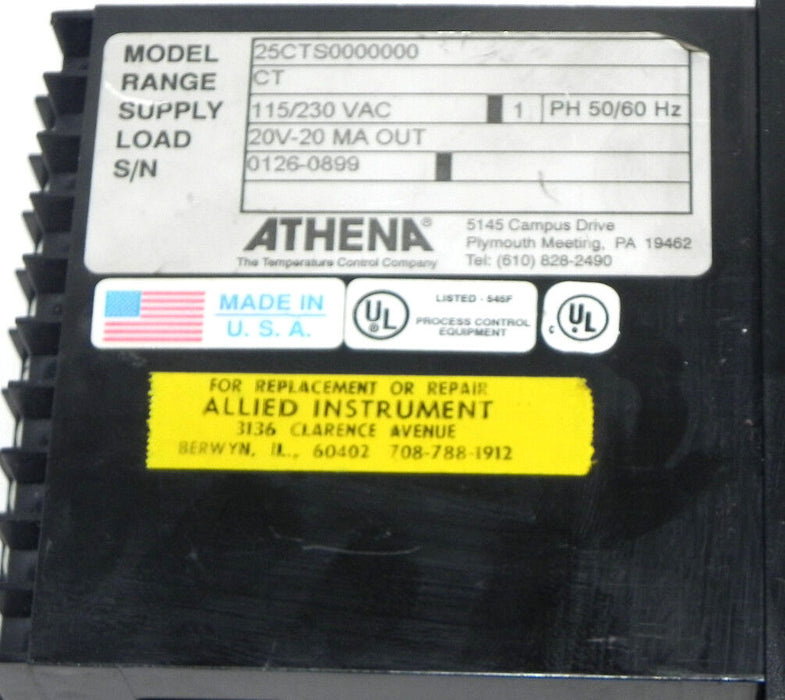 MODEL 25CTS0000000
RANGE CT
SUPPLY 115/230 VAC 1 PH 50/60 Hz
LOAD 20V-20 MA OUT
S/N 0126-0899
ATHENA®
The Temperature Control Company
5145 Campus Drive
Plymouth Meeting, PA 19462
Tel: (610) 828-2490
MADE IN
U. S. A.
UL
®
LISTED - 545F
PROCESS CONTROL
EQUIPMENT
c UL
FOR REPLACEMENT OR REPAIR
ALLIED INSTRUMENT
3136 CLARENCE AVENUE
BERWYN, IL., 60402 708-788-1912